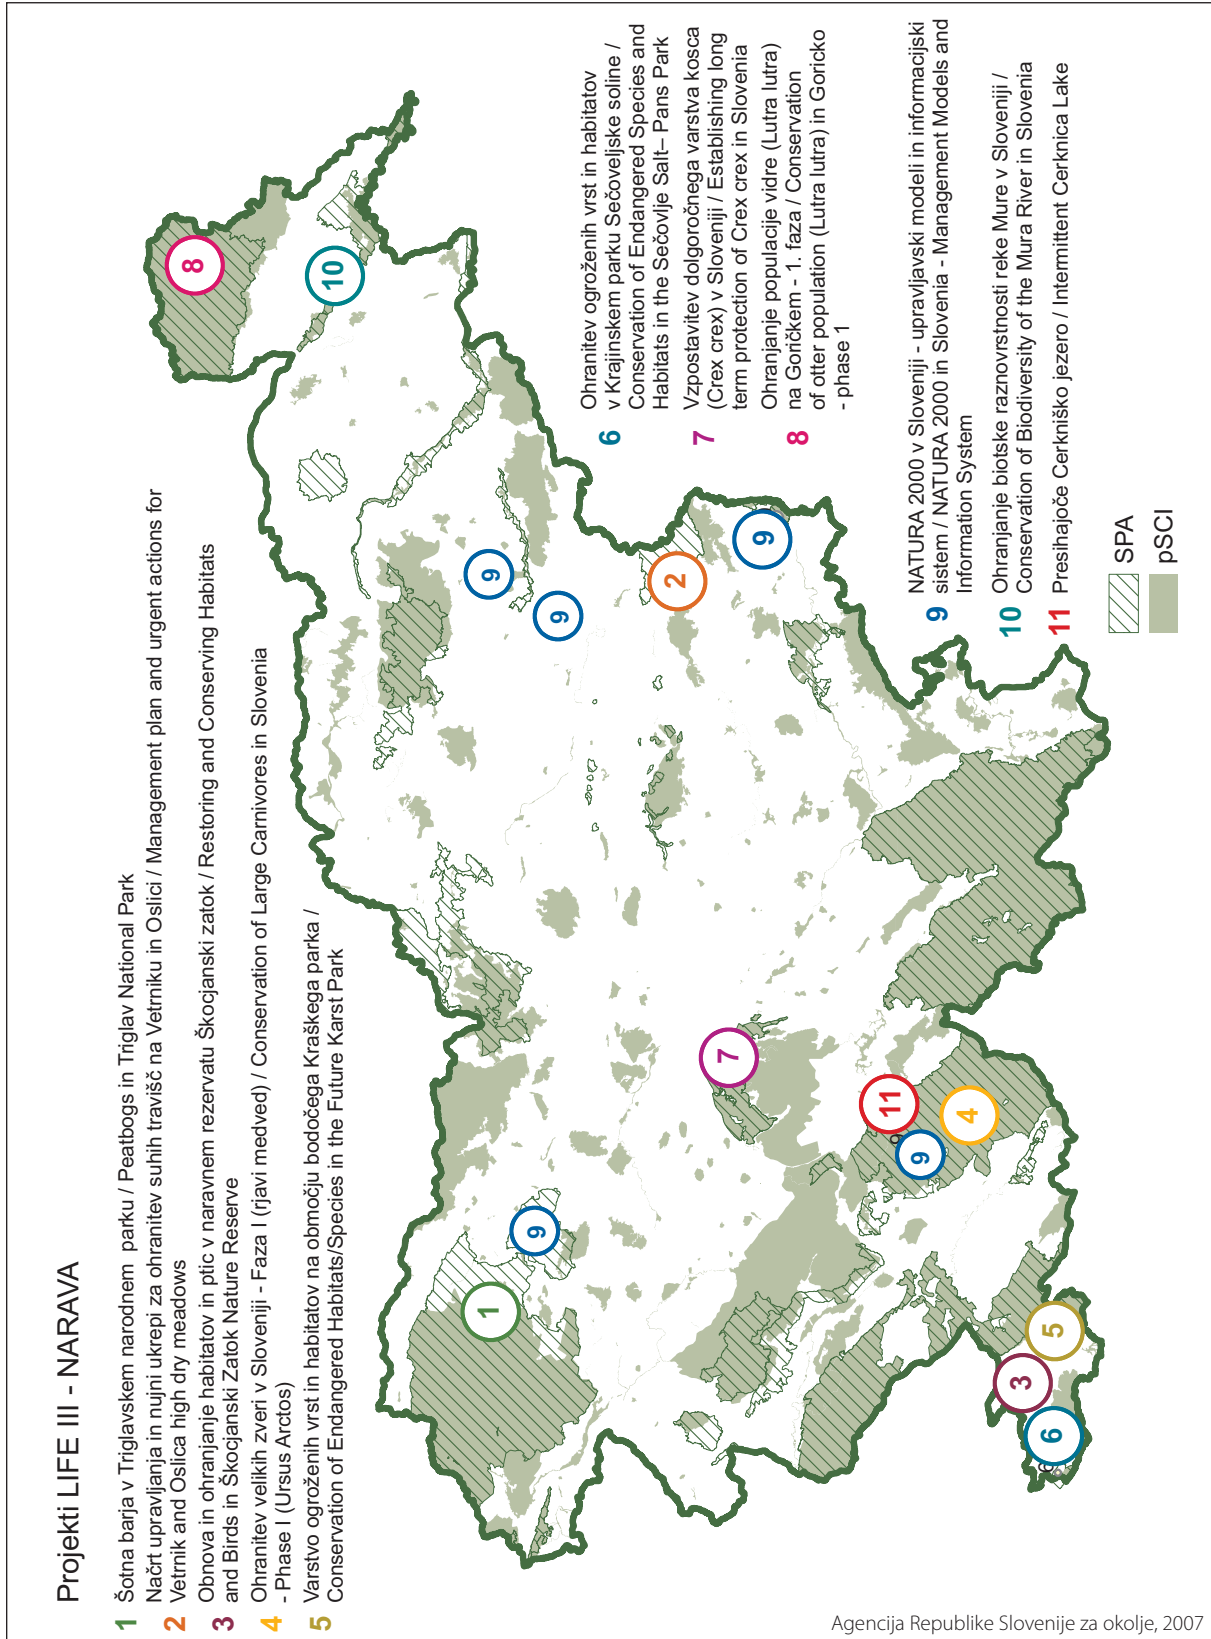 Projekti LIFE III - NARAVA
1 Šotna barja v Triglavskem narodnem parku / Peatbogs in Triglav National Park
Načrt upravljanja in nujni ukrepi za ohranitev suhih travišč na Vetrniku in Oslici / Management plan and urgent actions for
2 Vetrnik and Oslica high dry meadows
Obnova in ohranjanje habitatov in ptic v naravnem rezervatu Škocjanski zatok / Restoring and Conserving Habitats
3 and Birds in Škocjanski Zatok Nature Reserve
Ohranitev velikih zveri v Sloveniji - Faza I (rjavi medved) / Conservation of Large Carnivores in Slovenia
4 - Phase I (Ursus Arctos)
Varstvo ogroženih vrst in habitatov na območju bodočega Kraškega parka /
5 Conservation of Endangered Habitats/Species in the Future Karst Park
Ohranitev ogroženih vrst in habitatov
v Krajinskem parku Sečoveljske soline /
6 Conservation of Endangered Species and
Habitats in the Sečovlje Salt– Pans Park
Vzpostavitev dolgoročnega varstva kosca
7 (Crex crex) v Sloveniji / Establishing long
term protection of Crex crex in Slovenia
Ohranjanje populacije vidre (Lutra lutra)
8 na Goričkem - 1. faza / Conservation
of otter population (Lutra lutra) in Goricko
- phase 1
NATURA 2000 v Sloveniji - upravljavski modeli in informacijski
9 sistem / NATURA 2000 in Slovenia - Management Models and
Information System
Ohranjanje biotske raznovrstnosti reke Mure v Sloveniji /
10 Conservation of Biodiversity of the Mura River in Slovenia
11 Presihajoče Cerkniško jezero / Intermittent Cerknica Lake
SPA
pSCI
8
10
9
9
2
9
1
9
7
11
9
9
4
3
5
6
Agencija Republike Slovenije za okolje, 2007